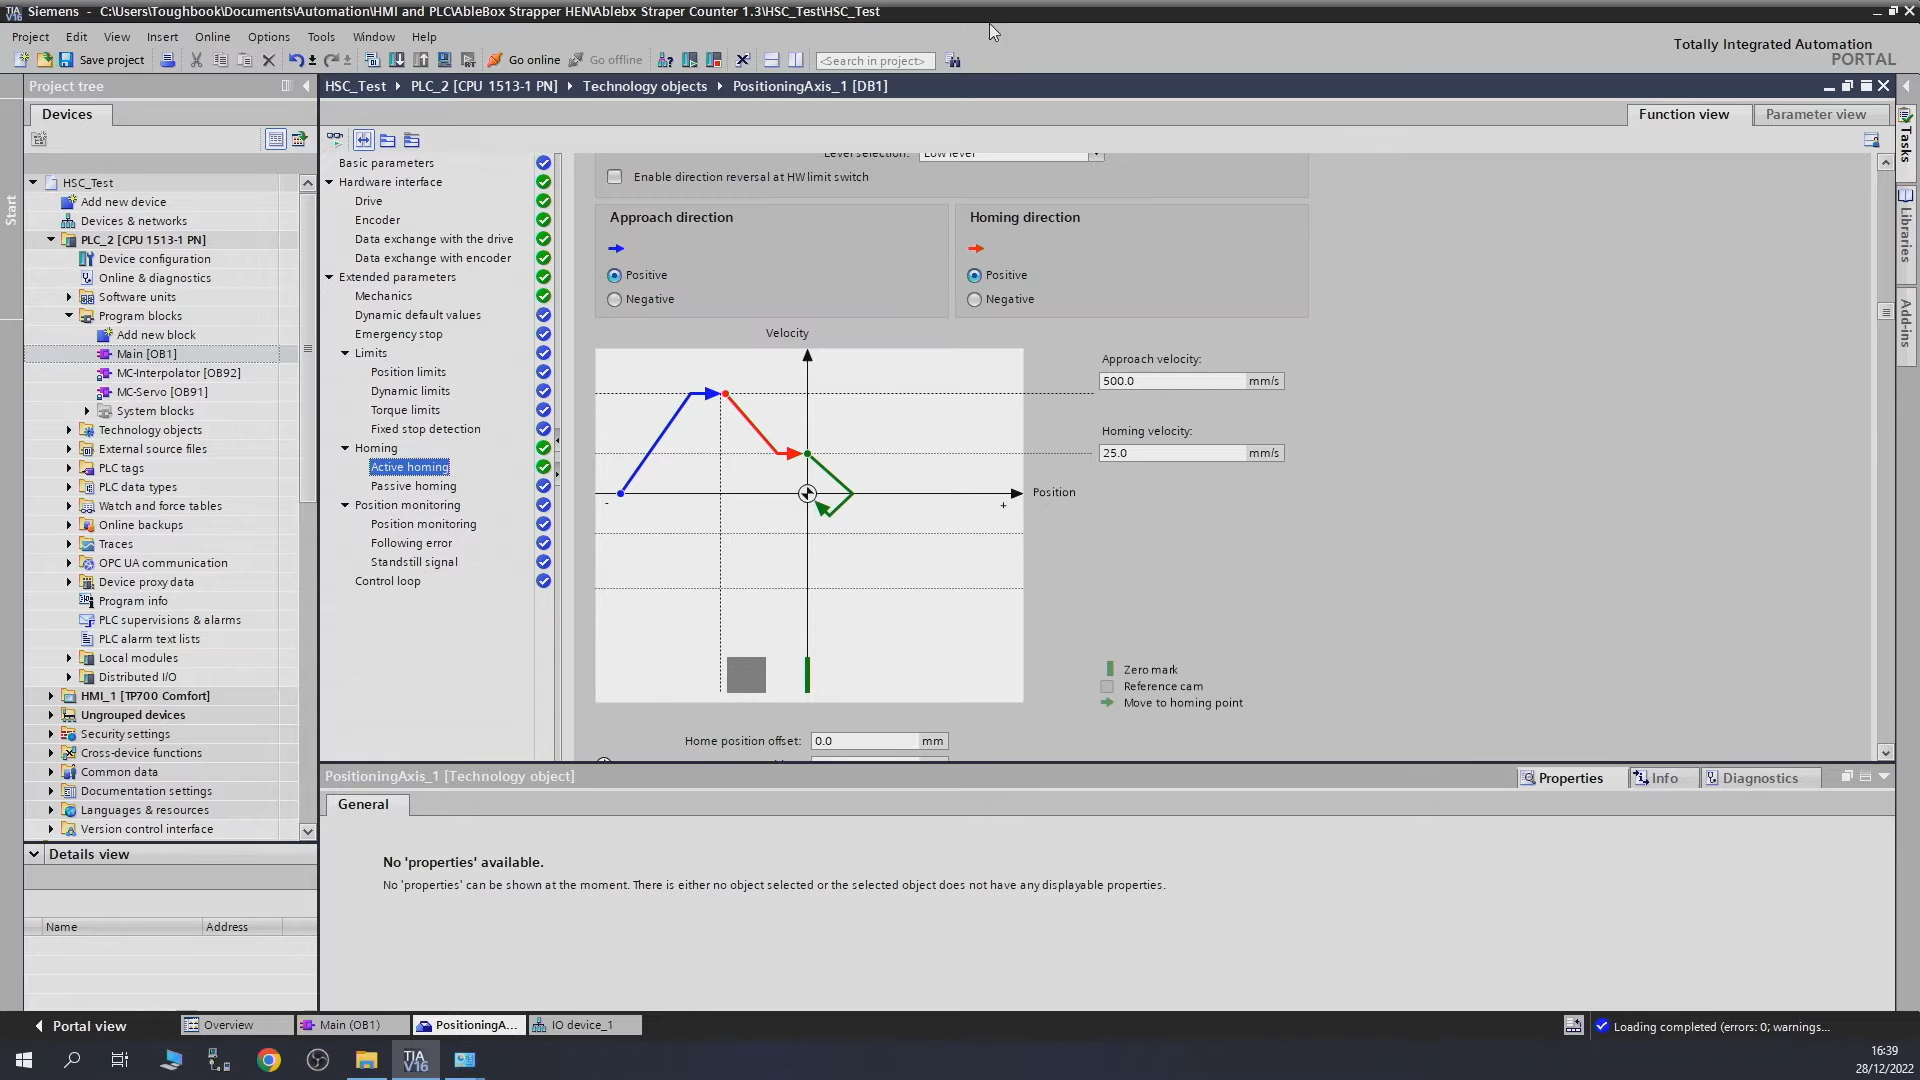 Siemens - C:\Users\Toughbook\Documents\Automation\HMI and PLC\AbleBox Strapper HEN\Ablebx Straper Counter 1.3\HSC_Test\HSC_Test
Project Edit View Insert Online Options Tools Window Help
Totally Integrated Automation
PORTAL
Save project Go online Go offline <Search in project>
Project tree
HSC_Test PLC_2 [CPU 1513-1 PN] Technology objects PositioningAxis_1 [DB1]
Devices
Function view
Parameter view
Start
HSC_Test
Add new device
Devices & networks
PLC_2 [CPU 1513-1 PN]
Device configuration
Online & diagnostics
Software units
Program blocks
Add new block
Main [OB1]
MC-Interpolator [OB92]
MC-Servo [OB91]
System blocks
Technology objects
External source files
PLC tags
PLC data types
Watch and force tables
Online backups
Traces
OPC UA communication
Device proxy data
Program info
PLC supervisions & alarms
PLC alarm text lists
Local modules
Distributed I/O
HMI_1 [TP700 Comfort]
Ungrouped devices
Security settings
Cross-device functions
Common data
Documentation settings
Languages & resources
Version control interface
Details view
Name Address
Basic parameters
Hardware interface
Drive
Encoder
Data exchange with the drive
Data exchange with encoder
Extended parameters
Mechanics
Dynamic default values
Emergency stop
Limits
Position limits
Dynamic limits
Torque limits
Fixed stop detection
Homing
Active homing
Passive homing
Position monitoring
Position monitoring
Following error
Standstill signal
Control loop
Level selection: Low level
Enable direction reversal at HW limit switch
Approach direction
Positive
Negative
Homing direction
Positive
Negative
Velocity
Approach velocity:
500.0 mm/s
Homing velocity:
25.0 mm/s
Position
-
+
Zero mark
Reference cam
Move to homing point
Home position offset: 0.0 mm
Tasks
Libraries
Add-ins
PositioningAxis_1 [Technology object]
Properties Info Diagnostics
General
No 'properties' available.
No 'properties' can be shown at the moment. There is either no object selected or the selected object does not have any displayable properties.
Portal view
Overview
Main (OB1)
PositioningA...
IO device_1
Loading completed (errors: 0; warnings...
TIA
V16
16:39
28/12/2022